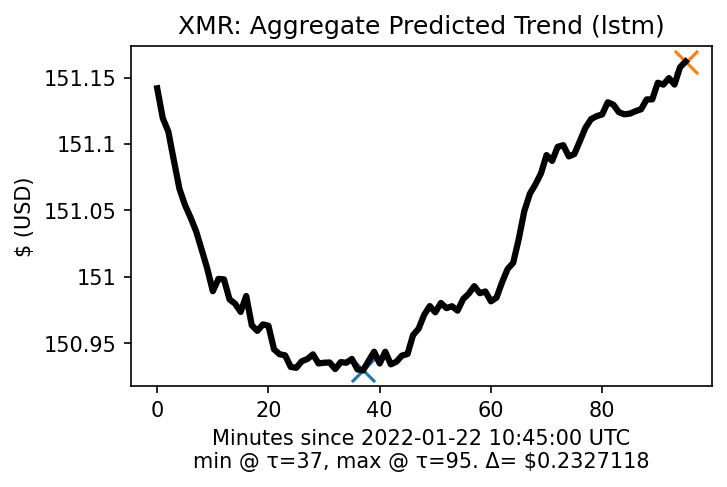 XMR: Aggregate Predicted Trend (lstm)
$ (USD)
151.15
151.1
151.05
151
150.95
0 20 40 60 80
Minutes since 2022-01-22 10:45:00 UTC
min @ τ=37, max @ τ=95. Δ= $0.2327118